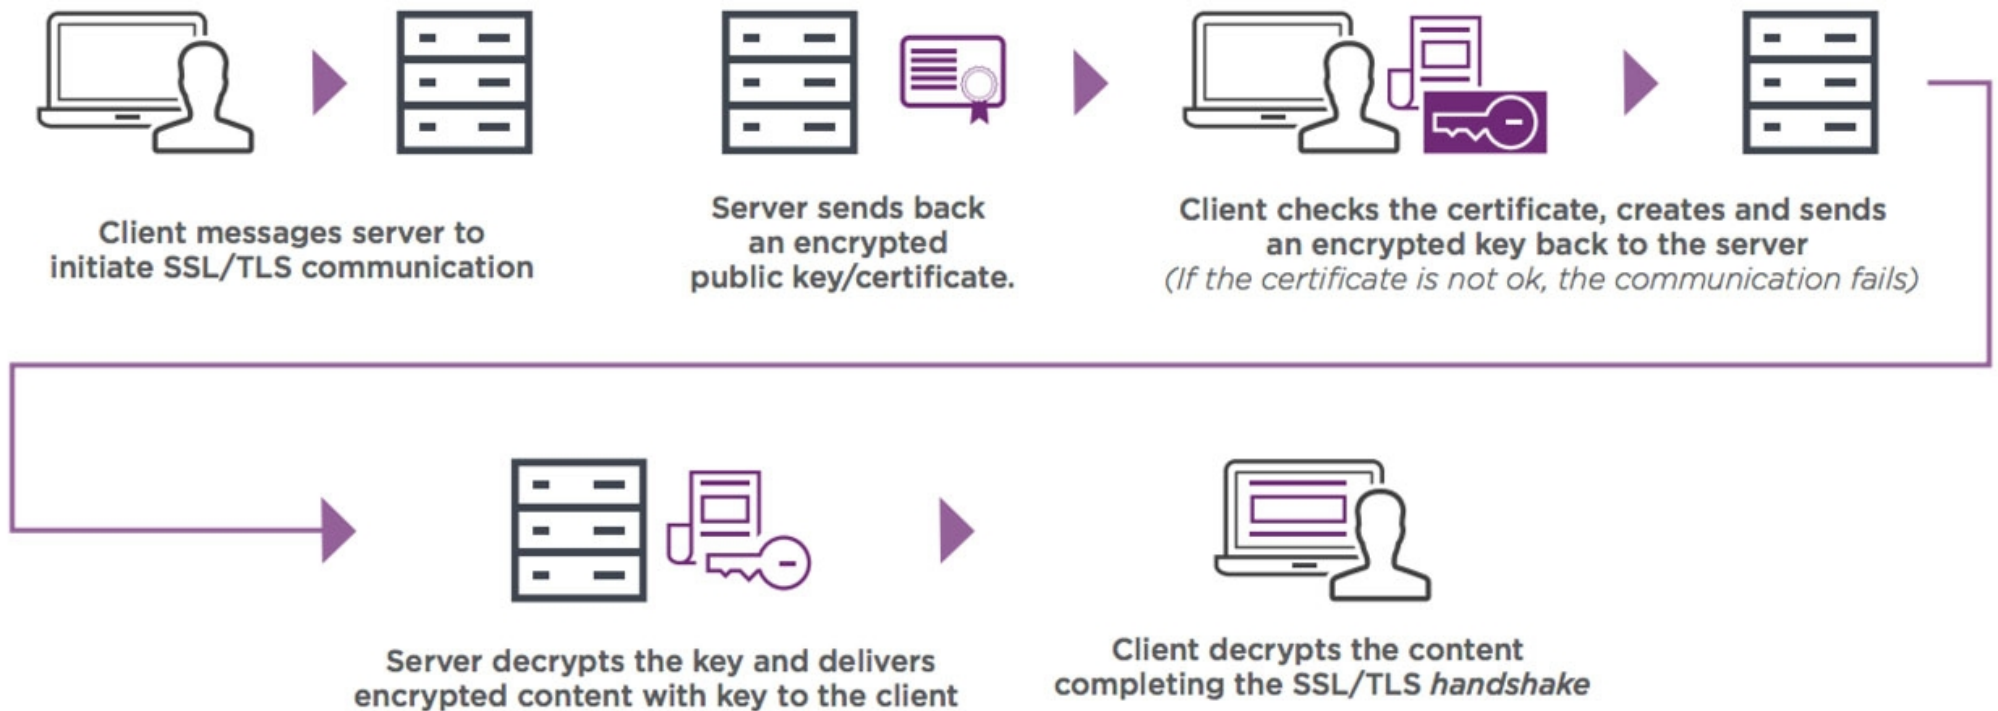 Client messages server to
initiate SSL/TLS communication
Server sends back
an encrypted
public key/certificate.
Client checks the certificate, creates and sends
an encrypted key back to the server
(If the certificate is not ok, the communication fails)
Server decrypts the key and delivers
encrypted content with key to the client
Client decrypts the content
completing the SSL/TLS handshake